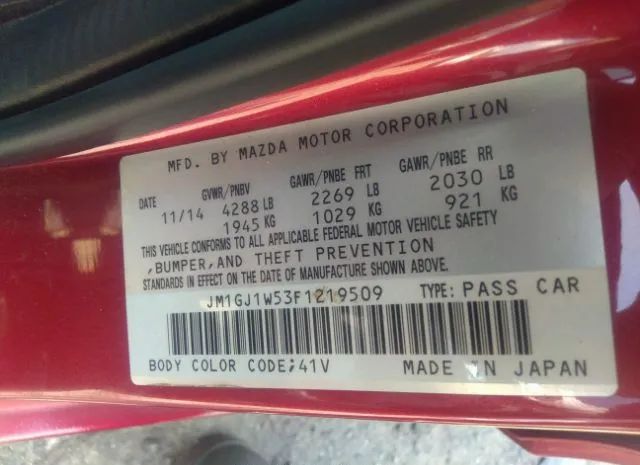 MFD. BY MAZDA MOTOR CORPORATION
DATE GVWR/PNBV GAWR/PNBE FRT GAWR/PNBE RR
11/14 4288 LB 2269 LB 2030 LB
1945 KG 1029 KG 921 KG
THIS VEHICLE CONFORMS TO ALL APPLICABLE FEDERAL MOTOR VEHICLE SAFETY
,BUMPER,AND THEFT PREVENTION
STANDARDS IN EFFECT ON THE DATE OF MANUFACTURE SHOWN ABOVE.
JM1GJ1W53F1219509 TYPE: PASS CAR
BODY COLOR CODE;41V MADE IN JAPAN